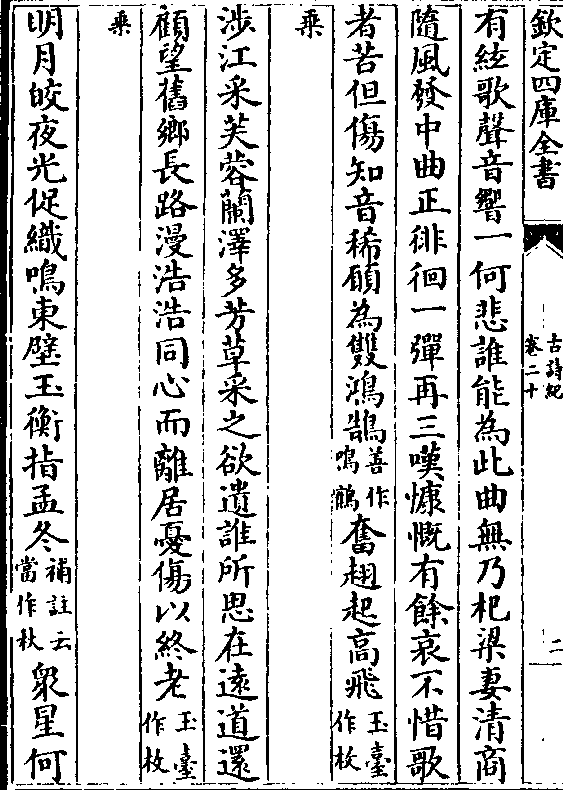 欽定四庫全書
古詩紀
卷二十
二
有絃歌聲音響一何悲誰能為此曲無乃杞梁妻清商
隨風發中曲正徘徊一彈再三嘆慷慨有餘哀不惜歌
者苦但傷知音稀願為雙鴻鵠善作鳴鶴奮翅起高飛玉臺作枚
乘
涉江采芙蓉蘭澤多芳草采之欲遺誰所思在遠道還
顧望舊鄉長路漫浩浩同心而離居憂傷以終老玉臺作枚
乘
明月皎夜光促織鳴東壁玉衡指孟冬補註云當作秋衆星何